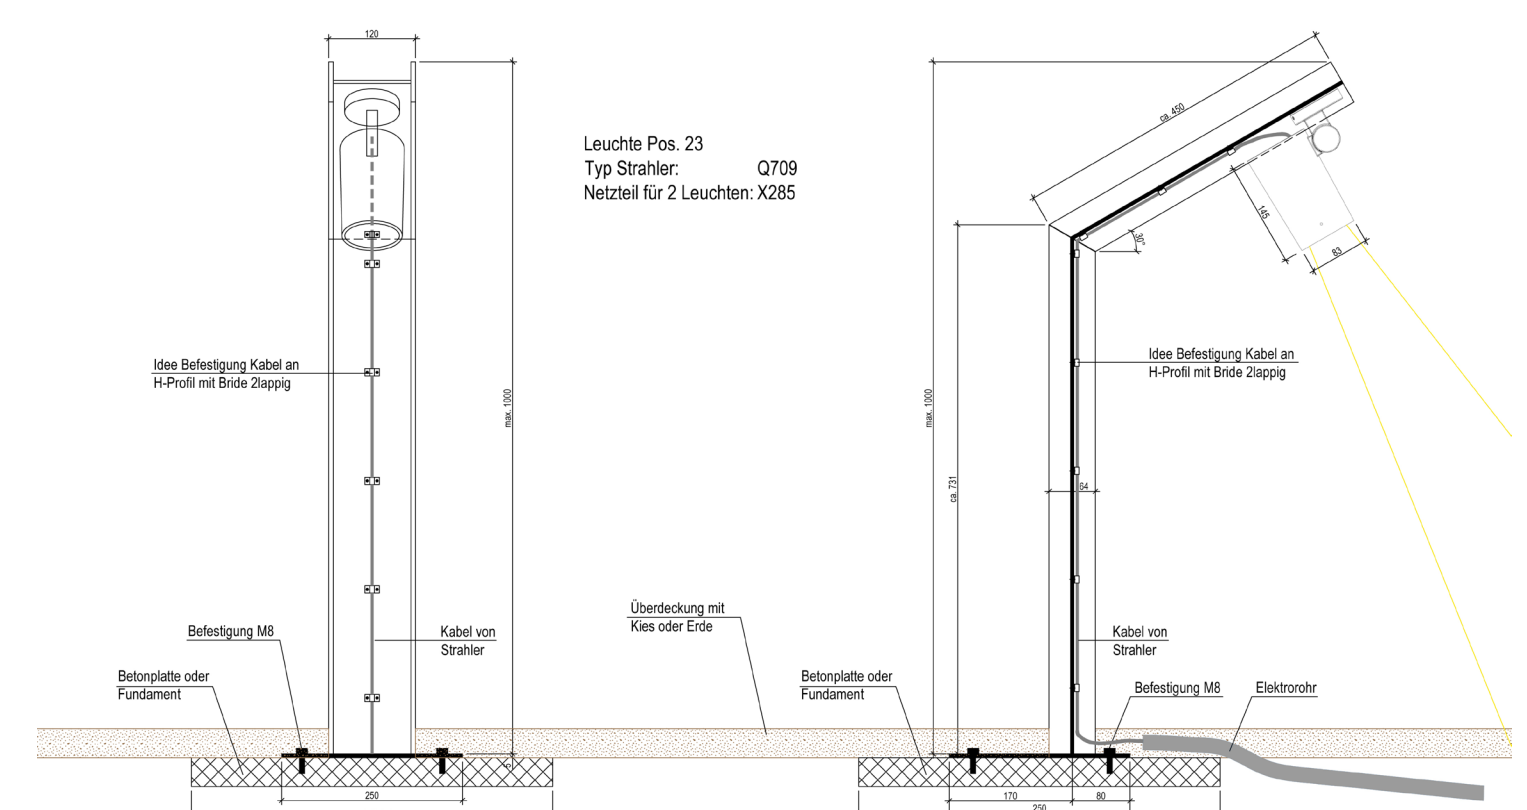 120
Leuchte Pos. 23
Typ Strahler: Q709
Netzteil für 2 Leuchten: X285
ca. 450
145
83
30°
Idee Befestigung Kabel an
H-Profil mit Bride 2lappig
max. 1000
Idee Befestigung Kabel an
H-Profil mit Bride 2lappig
max. 1000
ca. 731
64
Befestigung M8
Kabel von
Strahler
Betonplatte oder
Fundament
Überdeckung mit
Kies oder Erde
Betonplatte oder
Fundament
Kabel von
Strahler
Befestigung M8
Elektrorohr
5
250
170
80
250